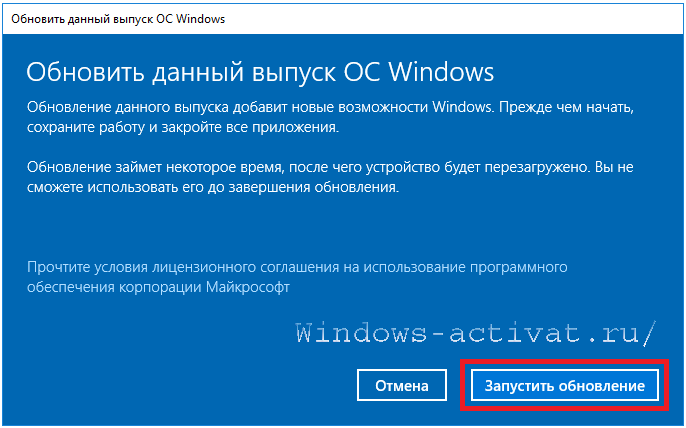 Обновить данный выпуск ОС Windows
Обновить данный выпуск ОС Windows
Обновление данного выпуска добавит новые возможности Windows. Прежде чем начать,
сохраните работу и закройте все приложения.
Обновление займет некоторое время, после чего устройство будет перезагружено. Вы не
сможете использовать его до завершения обновления.
Прочтите условия лицензионного соглашения на использование программного
обеспечения корпорации Майкрософт
Windows-activat.ru/
Отмена
Запустить обновление